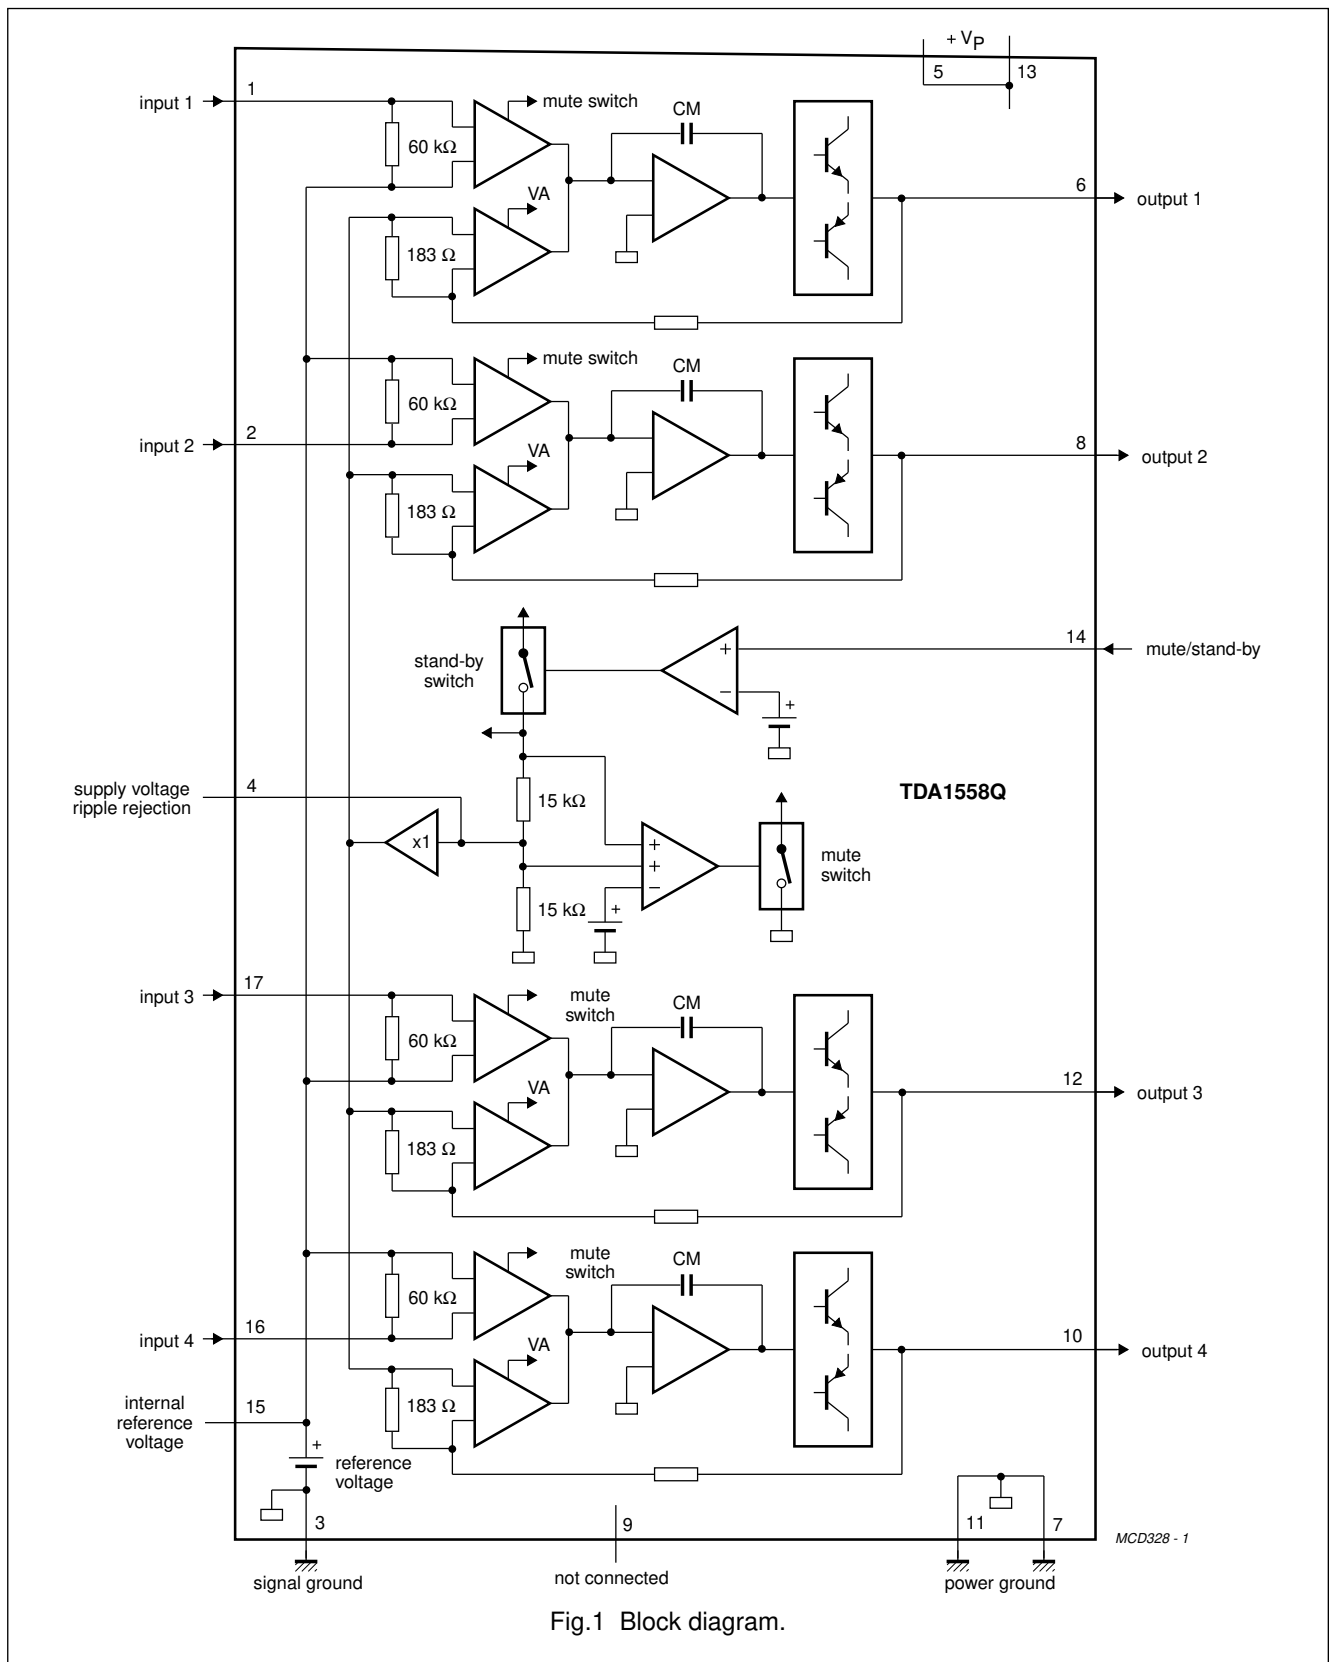 + VP
5
13
input 1
1
mute switch
CM
60 kΩ
VA
6
output 1
183 Ω
mute switch
CM
60 kΩ
input 2
2
VA
8
output 2
183 Ω
stand-by
switch
+
−
14
mute/stand-by
+
supply voltage
ripple rejection
4
15 kΩ
TDA1558Q
x1
+
+
−
mute
switch
15 kΩ
+
input 3
17
mute
switch
CM
60 kΩ
VA
12
output 3
183 Ω
mute
switch
CM
60 kΩ
input 4
16
VA
10
output 4
183 Ω
internal
reference
voltage
15
+
reference
voltage
3
9
11
7
MCD328 - 1
signal ground
not connected
power ground
Fig.1 Block diagram.